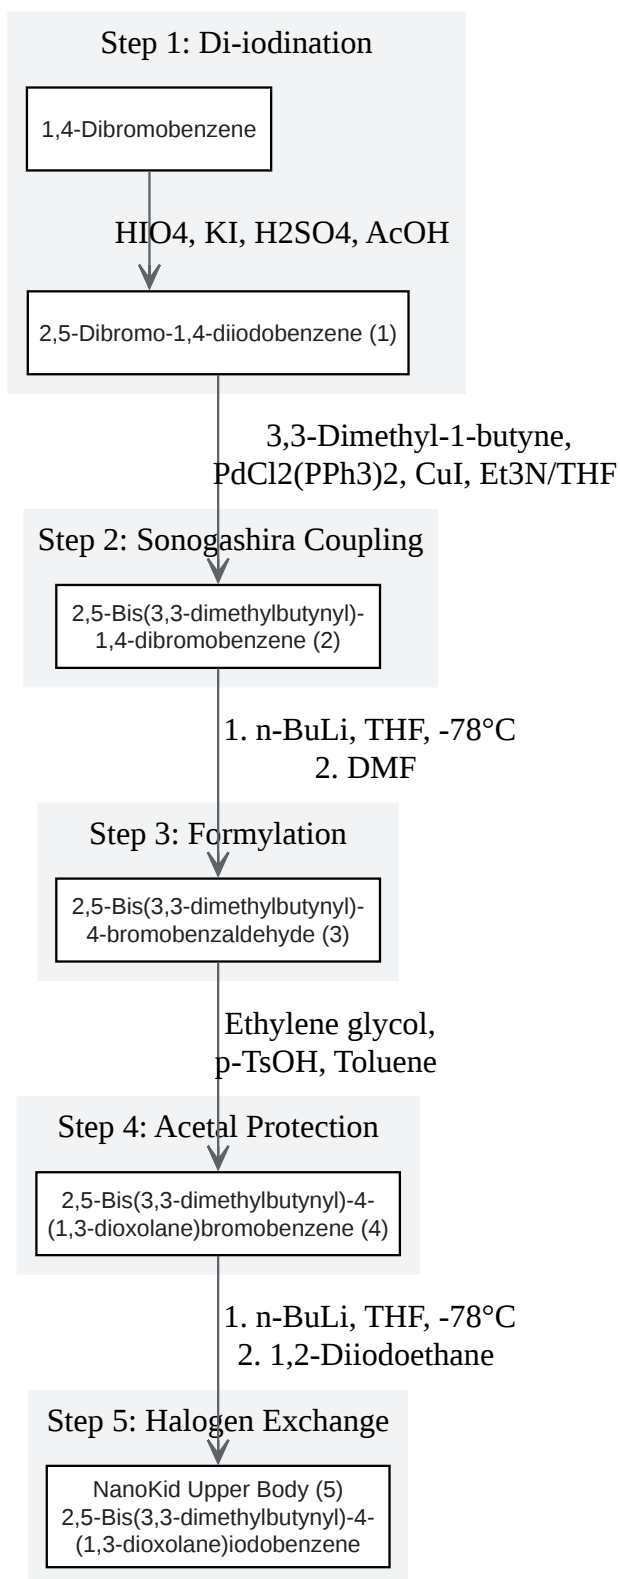 Step 1: Di-iodination
1,4-Dibromobenzene
HIO4, KI, H2SO4, AcOH
2,5-Dibromo-1,4-diiodobenzene (1)
3,3-Dimethyl-1-butyne,
PdCl2(PPh3)2, CuI, Et3N/THF
Step 2: Sonogashira Coupling
2,5-Bis(3,3-dimethylbutynyl)-
1,4-dibromobenzene (2)
1. n-BuLi, THF, -78°C
2. DMF
Step 3: Formylation
2,5-Bis(3,3-dimethylbutynyl)-
4-bromobenzaldehyde (3)
Ethylene glycol,
p-TsOH, Toluene
Step 4: Acetal Protection
2,5-Bis(3,3-dimethylbutynyl)-4-
(1,3-dioxolane)bromobenzene (4)
1. n-BuLi, THF, -78°C
2. 1,2-Diiodoethane
Step 5: Halogen Exchange
NanoKid Upper Body (5)
2,5-Bis(3,3-dimethylbutynyl)-4-
(1,3-dioxolane)iodobenzene